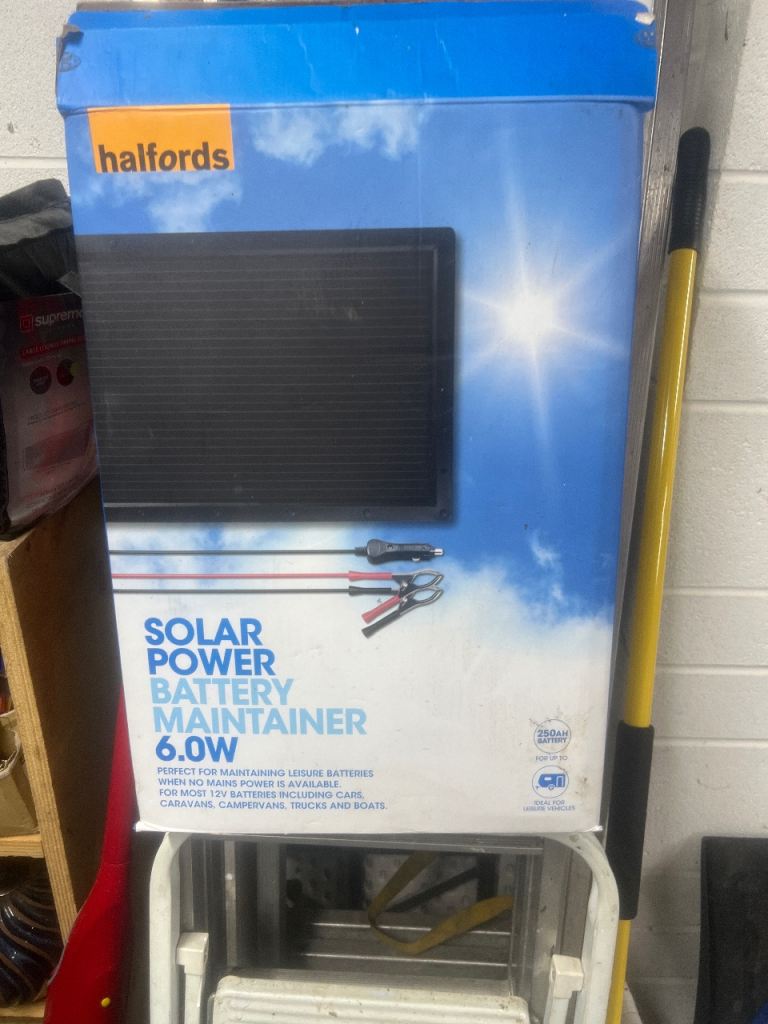 halfords
suprem
SOLAR
POWER
BATTERY
MAINTAINER
6.0W
PERFECT FOR MAINTAINING LEISURE BATTERIES
WHEN NO MAINS POWER IS AVAILABLE.
FOR MOST 12V BATTERIES INCLUDING CARS,
CARAVANS, CAMPERVANS, TRUCKS AND BOATS.
250AH
BATTERY
FOR UP TO
IDEAL FOR
LEISURE VEHICLES